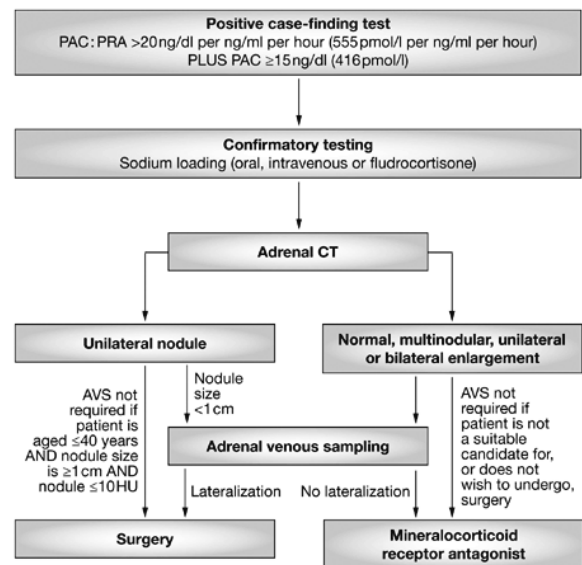 Positive case-finding test
PAC:PRA >20ng/dl per ng/ml per hour (555pmol/l per ng/ml per hour)
PLUS PAC ≥15ng/dl (416pmol/l)
Confirmatory testing
Sodium loading (oral, intravenous or fludrocortisone)
Adrenal CT
Unilateral nodule
Normal, multinodular, unilateral
or bilateral enlargement
AVS not
required if
patient is
aged ≤40 years
AND nodule size
is ≥1cm AND
nodule ≤10HU
Nodule
size
<1cm
AVS not
required if
patient is not
a suitable
candidate for,
or does not
wish to undergo,
surgery
Adrenal venous sampling
Lateralization
No lateralization
Surgery
Mineralocorticoid
receptor antagonist